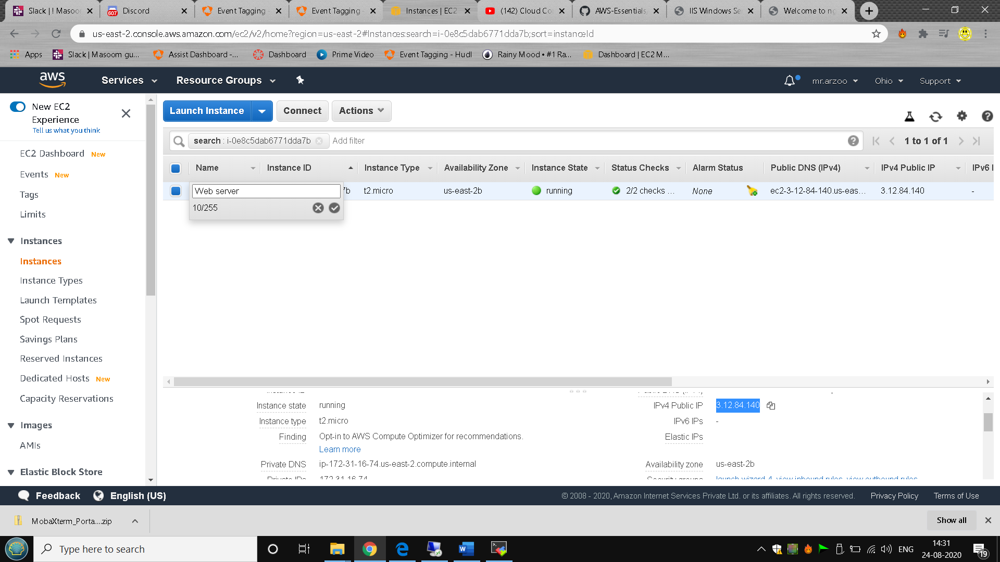 Slack | ! Masoo
Discord
Event Tagging -
Event Tagging -
Instances | EC2
(142) Cloud Co
AWS-Essentials,
IIS Windows Se
Welcome to ng
us-east-2.console.aws.amazon.com/ec2/v2/home?region=us-east-2#Instances:search=i-0e8c5dab6771dda7b;sort=instanceId
Apps
Slack | Masoom gu...
Assist Dashboard -...
Dashboard
Prime Video
Event Tagging - Hudl
Rainy Mood • #1 Ra...
Dashboard | EC2 M...
aws
Services
Resource Groups
mr.arzoo
Ohio
Support
New EC2
Experience
Tell us what you think
EC2 Dashboard New
Events New
Tags
Limits
Instances
Instances
Instance Types
Launch Templates
Spot Requests
Savings Plans
Reserved Instances
Dedicated Hosts New
Capacity Reservations
Images
AMIs
Elastic Block Store
Launch Instance
Connect
Actions
search : i-0e8c5dab6771dda7b
Add filter
1 to 1 of 1
Name
Instance ID
Instance Type
Availability Zone
Instance State
Status Checks
Alarm Status
Public DNS (IPv4)
IPv4 Public IP
IPv6 I
Web server
7b
t2.micro
us-east-2b
running
2/2 checks ...
None
ec2-3-12-84-140.us-eas...
3.12.84.140
-
10/255
Instance state
running
IPv4 Public IP
3.12.84.140
Instance type
t2.micro
IPv6 IPs
-
Finding
Opt-in to AWS Compute Optimizer for recommendations.
Learn more
Elastic IPs
Private DNS
ip-172-31-16-74.us-east-2.compute.internal
Availability zone
us-east-2b
Private IPs
172.31.16.74
Security groups
launch-wizard-4. view inbound rules. view outbound rules
Feedback
English (US)
© 2008 - 2020, Amazon Internet Services Private Ltd. or its affiliates. All rights reserved.
Privacy Policy
Terms of Use
MobaXterm_Porta....zip
Show all
Type here to search
ENG
14:31
24-08-2020
19